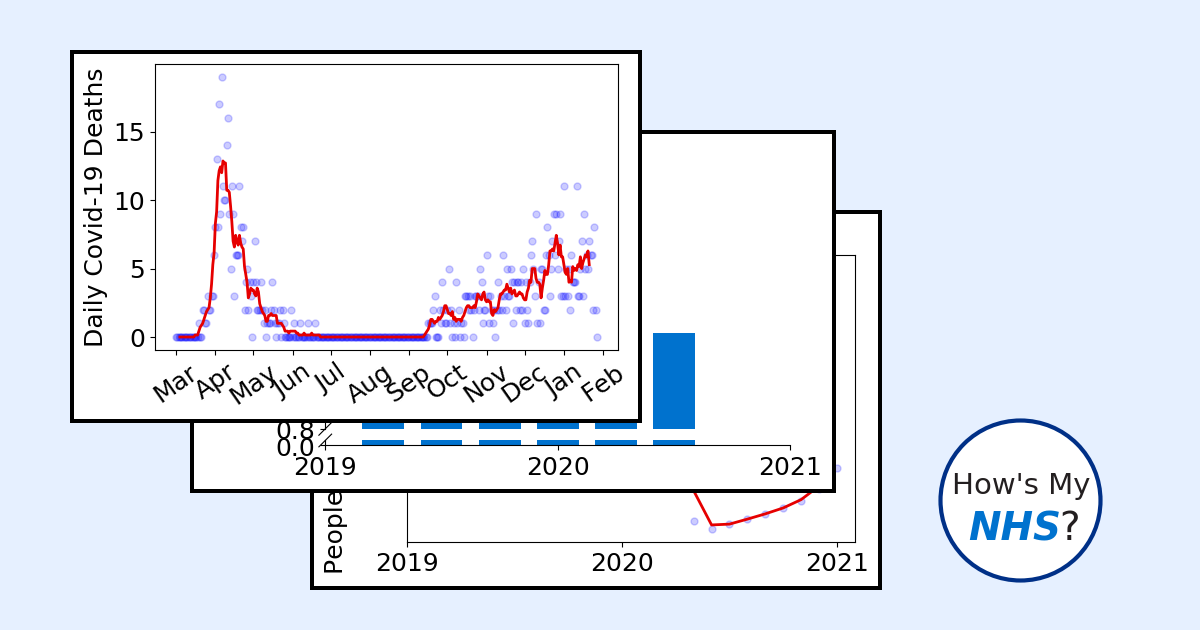 Daily Covid-19 Deaths
15
10
5
0
Mar Apr May Jun Jul Aug Sep Oct Nov Dec Jan Feb
0.8
0.0
2019 2020 2021
People
2019 2020 2021
How's My
NHS?